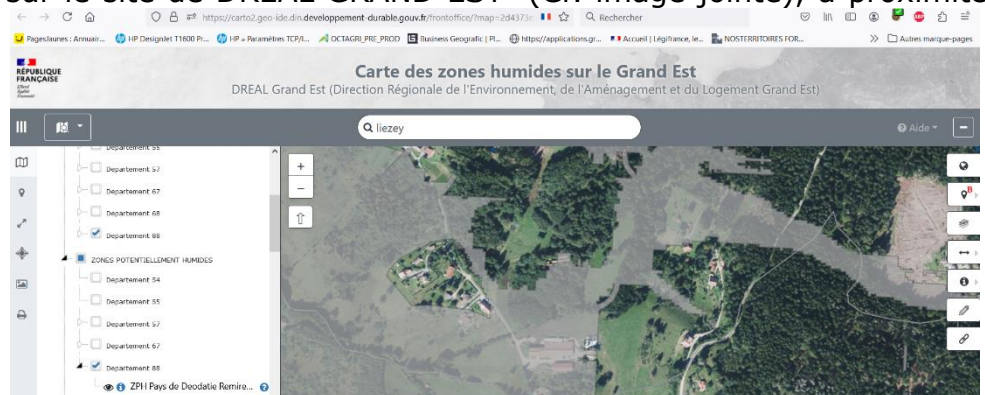 sur le site de DREAL GRAND EST (Cf. image jointe), à proximité
https://carto2.geo-ide.din.developpement-durable.gouv.fr/frontoffice/?map=2d4373
Rechercher
PagesJaunes : Annuair...
HP DesignJet T1600 Pr...
HP « Paramètres TCP/I...
OCTAGRI_PRE_PROD
Business Geografic | Pl...
https://applications.gr...
Accueil | Légifrance, le...
NOSTERRITOIRES FOR...
Autres marque-pages
RÉPUBLIQUE
FRANÇAISE
Liberté
Égalité
Fraternité
Carte des zones humides sur le Grand Est
DREAL Grand Est (Direction Régionale de l'Environnement, de l'Aménagement et du Logement Grand Est)
liezey
Aide
Departement 55
Departement 57
Departement 67
Departement 68
Departement 88
ZONES POTENTIELLEMENT HUMIDES
Departement 54
Departement 55
Departement 57
Departement 67
Departement 88
ZPH Pays de Deodatie Remire...
B